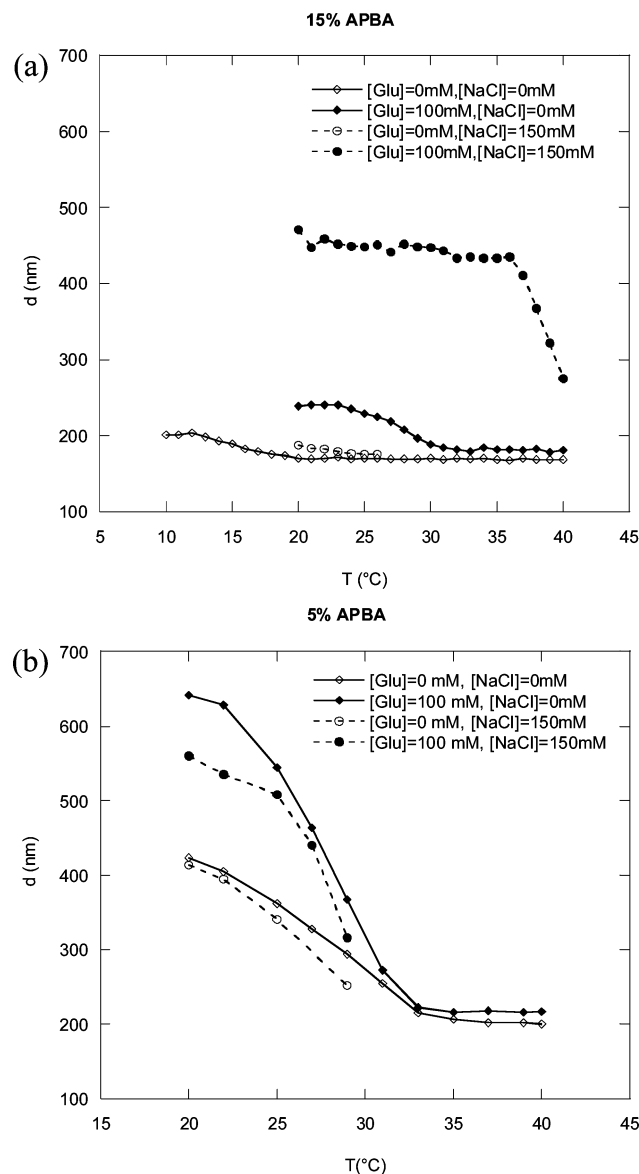 15% APBA
(a)
700
600
500
400
300
200
100
d (nm)
[Glu]=0mM,[NaCl]=0mM
[Glu]=100mM,[NaCl]=0mM
[Glu]=0mM,[NaCl]=150mM
[Glu]=100mM,[NaCl]=150mM
5 10 15 20 25 30 35 40 45
T (°C)
5% APBA
(b)
700
600
500
400
300
200
100
d (nm)
[Glu]=0 mM, [NaCl]=0mM
[Glu]=100 mM, [NaCl]=0mM
[Glu]=0 mM, [NaCl]=150mM
[Glu]=100 mM, [NaCl]=150mM
15 20 25 30 35 40 45
T(°C)